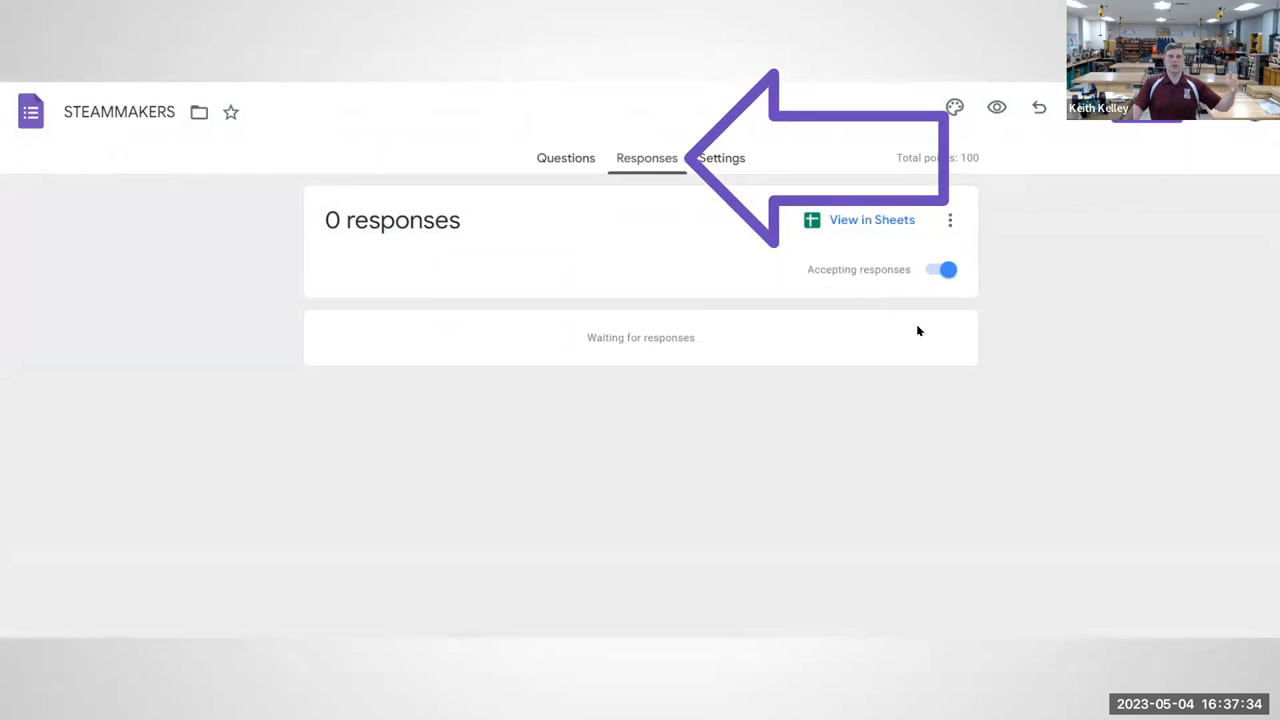 STEAMMAKERS
Keith Kelley
Questions Responses Settings Total points: 100
0 responses
View in Sheets
Accepting responses
Waiting for responses
2023-05-04 16:37:34